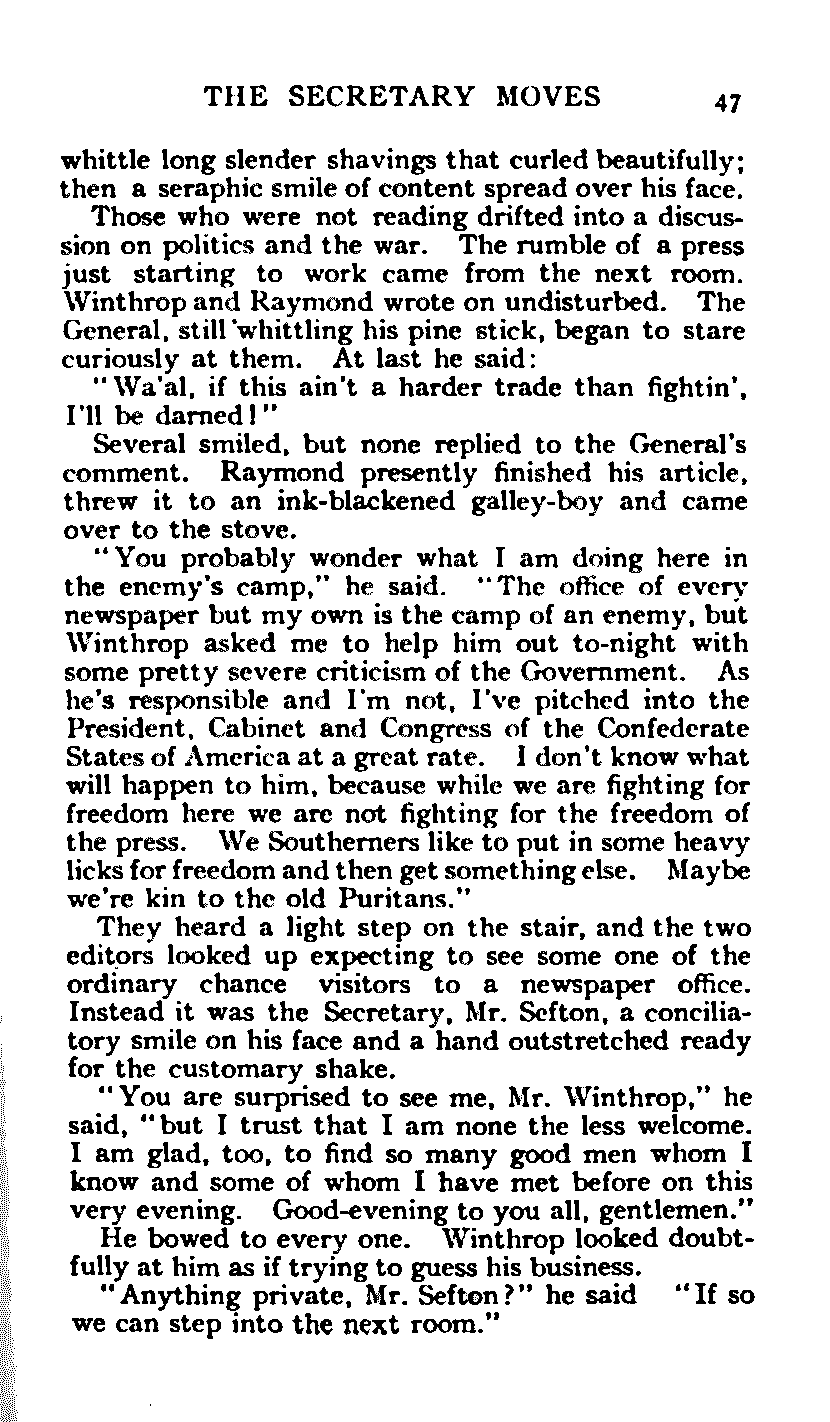 THE SECRETARY MOVES 47
whittle long slender shavings that curled beautifully;
then a seraphic smile of content spread over his face.
Those who were not reading drifted into a discus-
sion on politics and the war. The rumble of a press
just starting to work came from the next room.
Winthrop and Raymond wrote on undisturbed. The
General, still whittling his pine stick, began to stare
curiously at them. At last he said:
"Wa'al, if this ain't a harder trade than fightin',
I'll be darned!"
Several smiled, but none replied to the General's
comment. Raymond presently finished his article,
threw it to an ink-blackened galley-boy and came
over to the stove.
"You probably wonder what I am doing here in
the enemy's camp," he said. "The office of every
newspaper but my own is the camp of an enemy, but
Winthrop asked me to help him out to-night with
some pretty severe criticism of the Government. As
he's responsible and I'm not, I've pitched into the
President, Cabinet and Congress of the Confederate
States of America at a great rate. I don't know what
will happen to him, because while we are fighting for
freedom here we are not fighting for the freedom of
the press. We Southerners like to put in some heavy
licks for freedom and then get something else. Maybe
we're kin to the old Puritans."
They heard a light step on the stair, and the two
editors looked up expecting to see some one of the
ordinary chance visitors to a newspaper office.
Instead it was the Secretary, Mr. Sefton, a concilia-
tory smile on his face and a hand outstretched ready
for the customary shake.
"You are surprised to see me, Mr. Winthrop," he
said, "but I trust that I am none the less welcome.
I am glad, too, to find so many good men whom I
know and some of whom I have met before on this
very evening. Good-evening to you all, gentlemen."
He bowed to every one. Winthrop looked doubt-
fully at him as if trying to guess his business.
"Anything private, Mr. Sefton?" he said "If so
we can step into the next room."